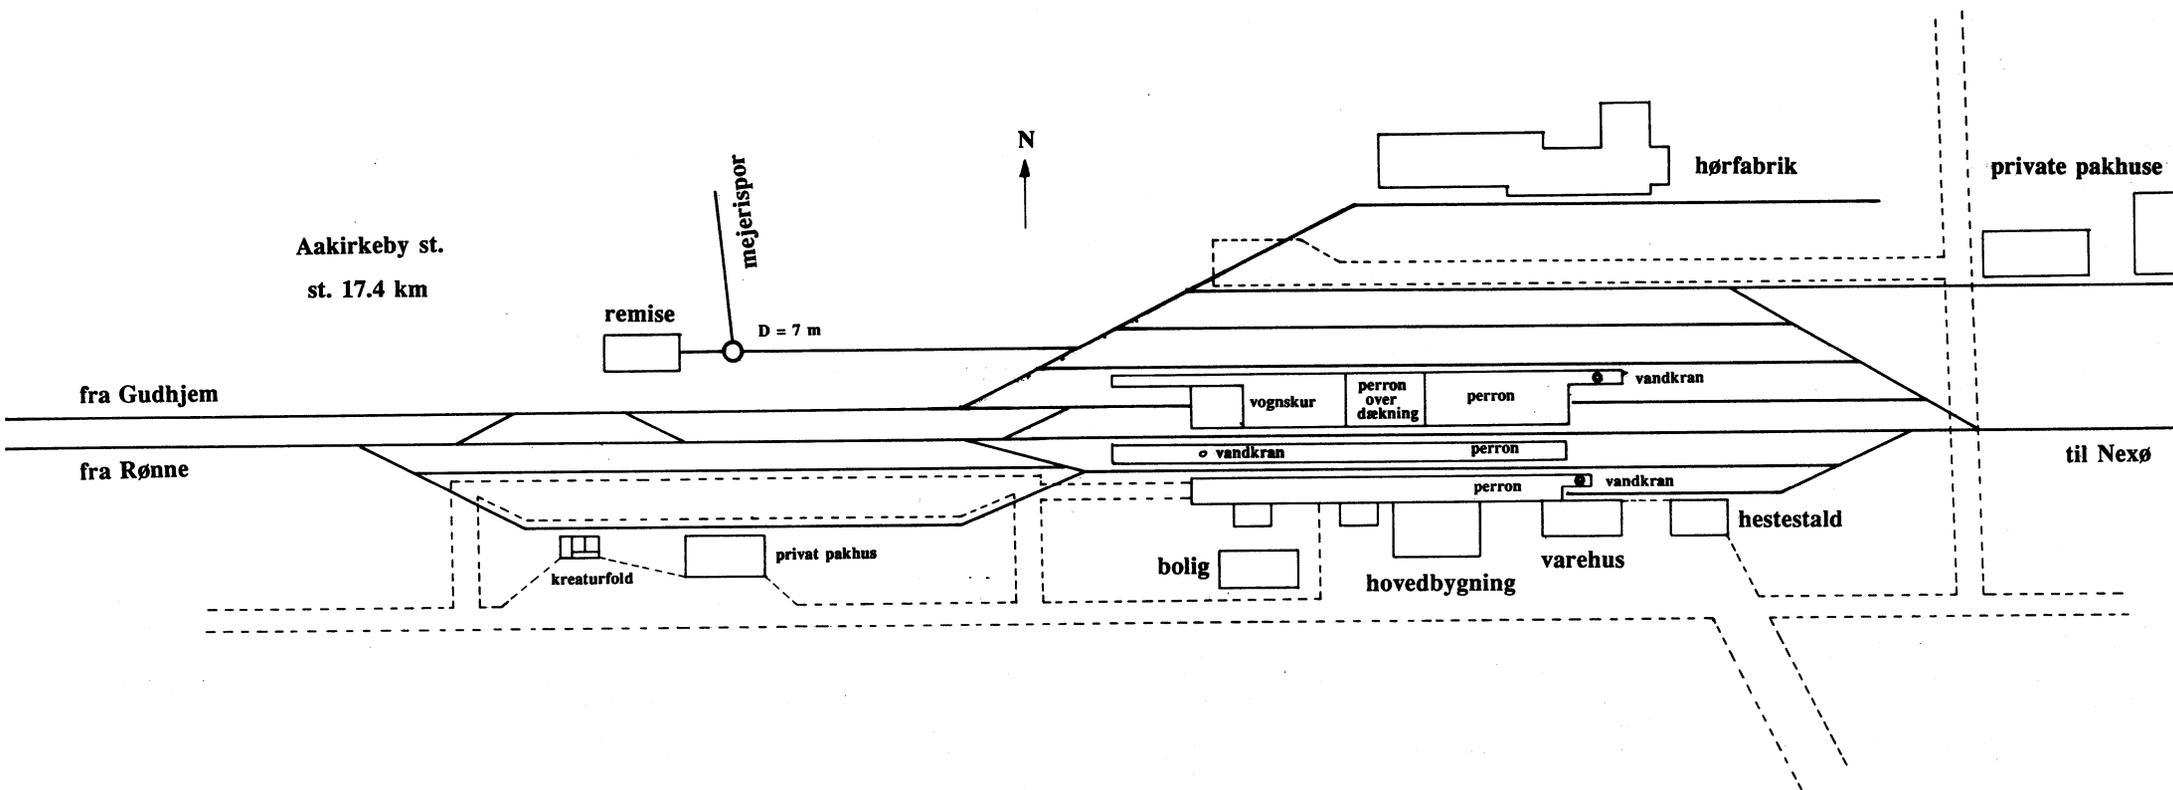 N
hørfabrik
private pakhuse
mejerispor
Aakirkeby st.
st. 17.4 km
remise
D = 7 m
fra Gudhjem
vognskur
perron
over
dækning
perron
vandkran
fra Rønne
vandkran
perron
til Nexø
perron
vandkran
hestestald
kreaturfold
privat pakhus
bolig
hovedbygning
varehus